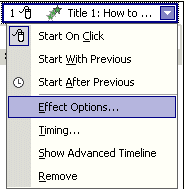 1 Title 1: How to ...
Start On Click
Start With Previous
Start After Previous
Effect Options...
Timing...
Show Advanced Timeline
Remove